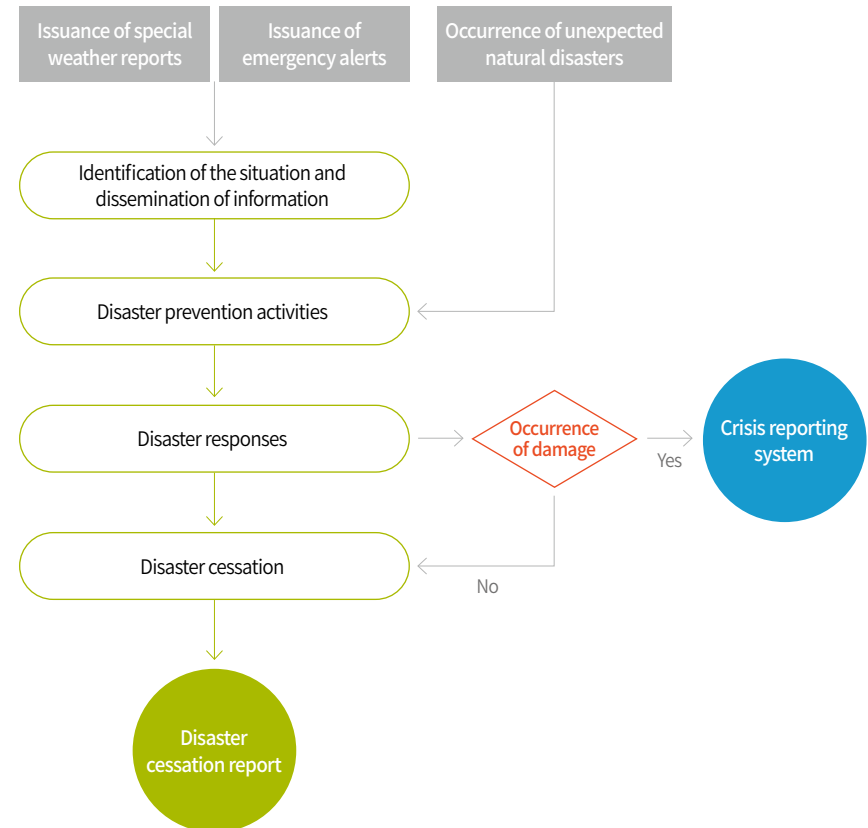 Issuance of special
weather reports
Issuance of
emergency alerts
Occurrence of unexpected
natural disasters
Identification of the situation and
dissemination of information
Disaster prevention activities
Disaster responses
Occurrence
of damage
Yes
Crisis reporting
system
Disaster cessation
No
Disaster
cessation report